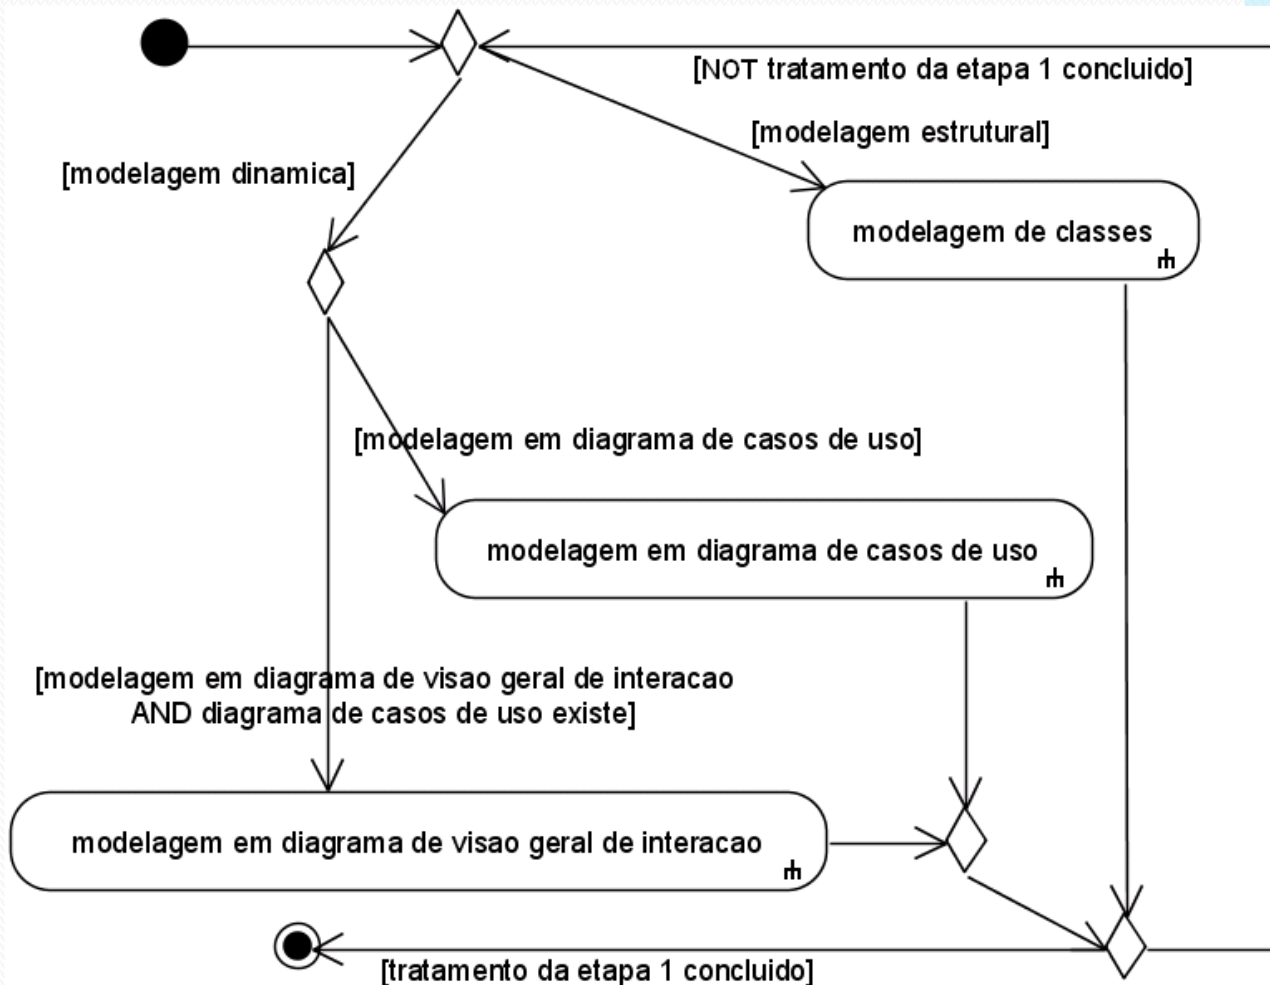 [NOT tratamento da etapa 1 concluido]
[modelagem estrutural]
[modelagem dinamica]
modelagem de classes
[modelagem em diagrama de casos de uso]
modelagem em diagrama de casos de uso
[modelagem em diagrama de visao geral de interacao
AND diagrama de casos de uso existe]
modelagem em diagrama de visao geral de interacao
[tratamento da etapa 1 concluido]